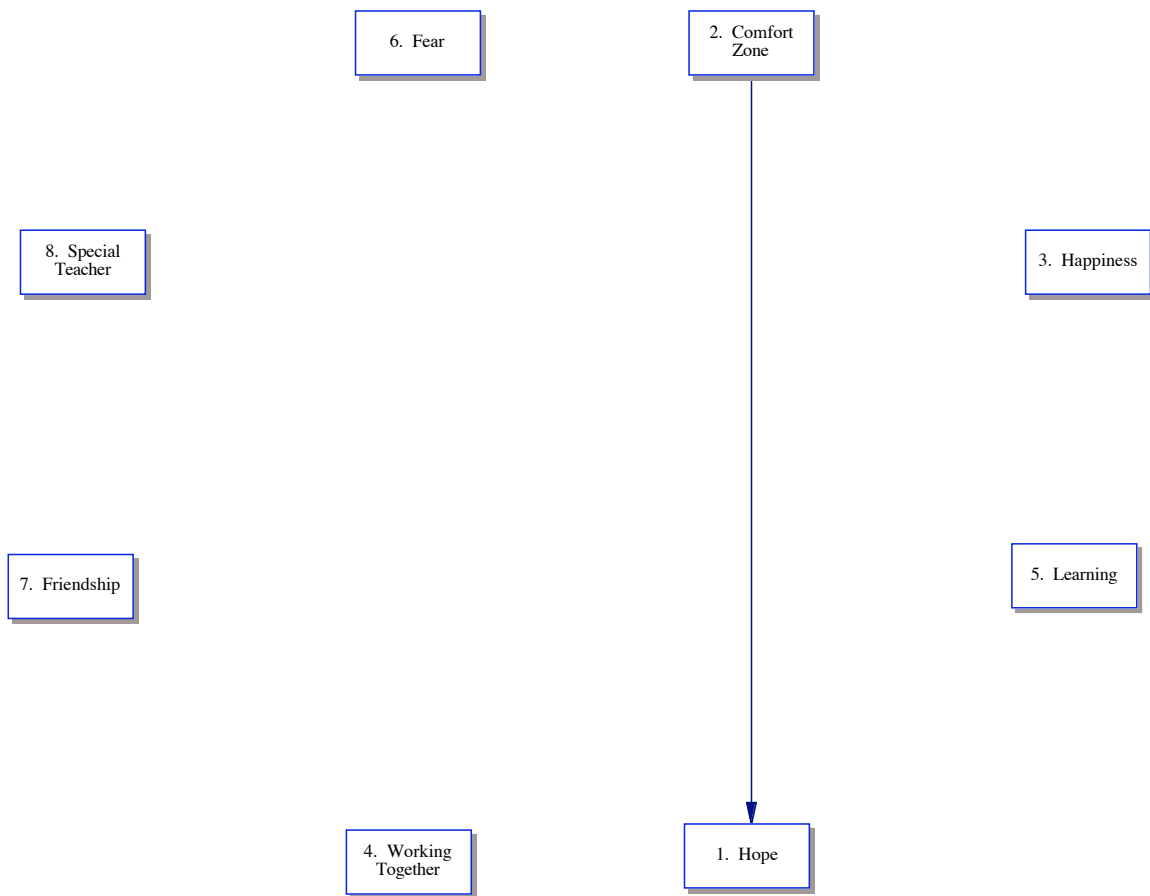 6. Fear
2. Comfort
Zone
8. Special
Teacher
3. Happiness
7. Friendship
5. Learning
4. Working
Together
1. Hope